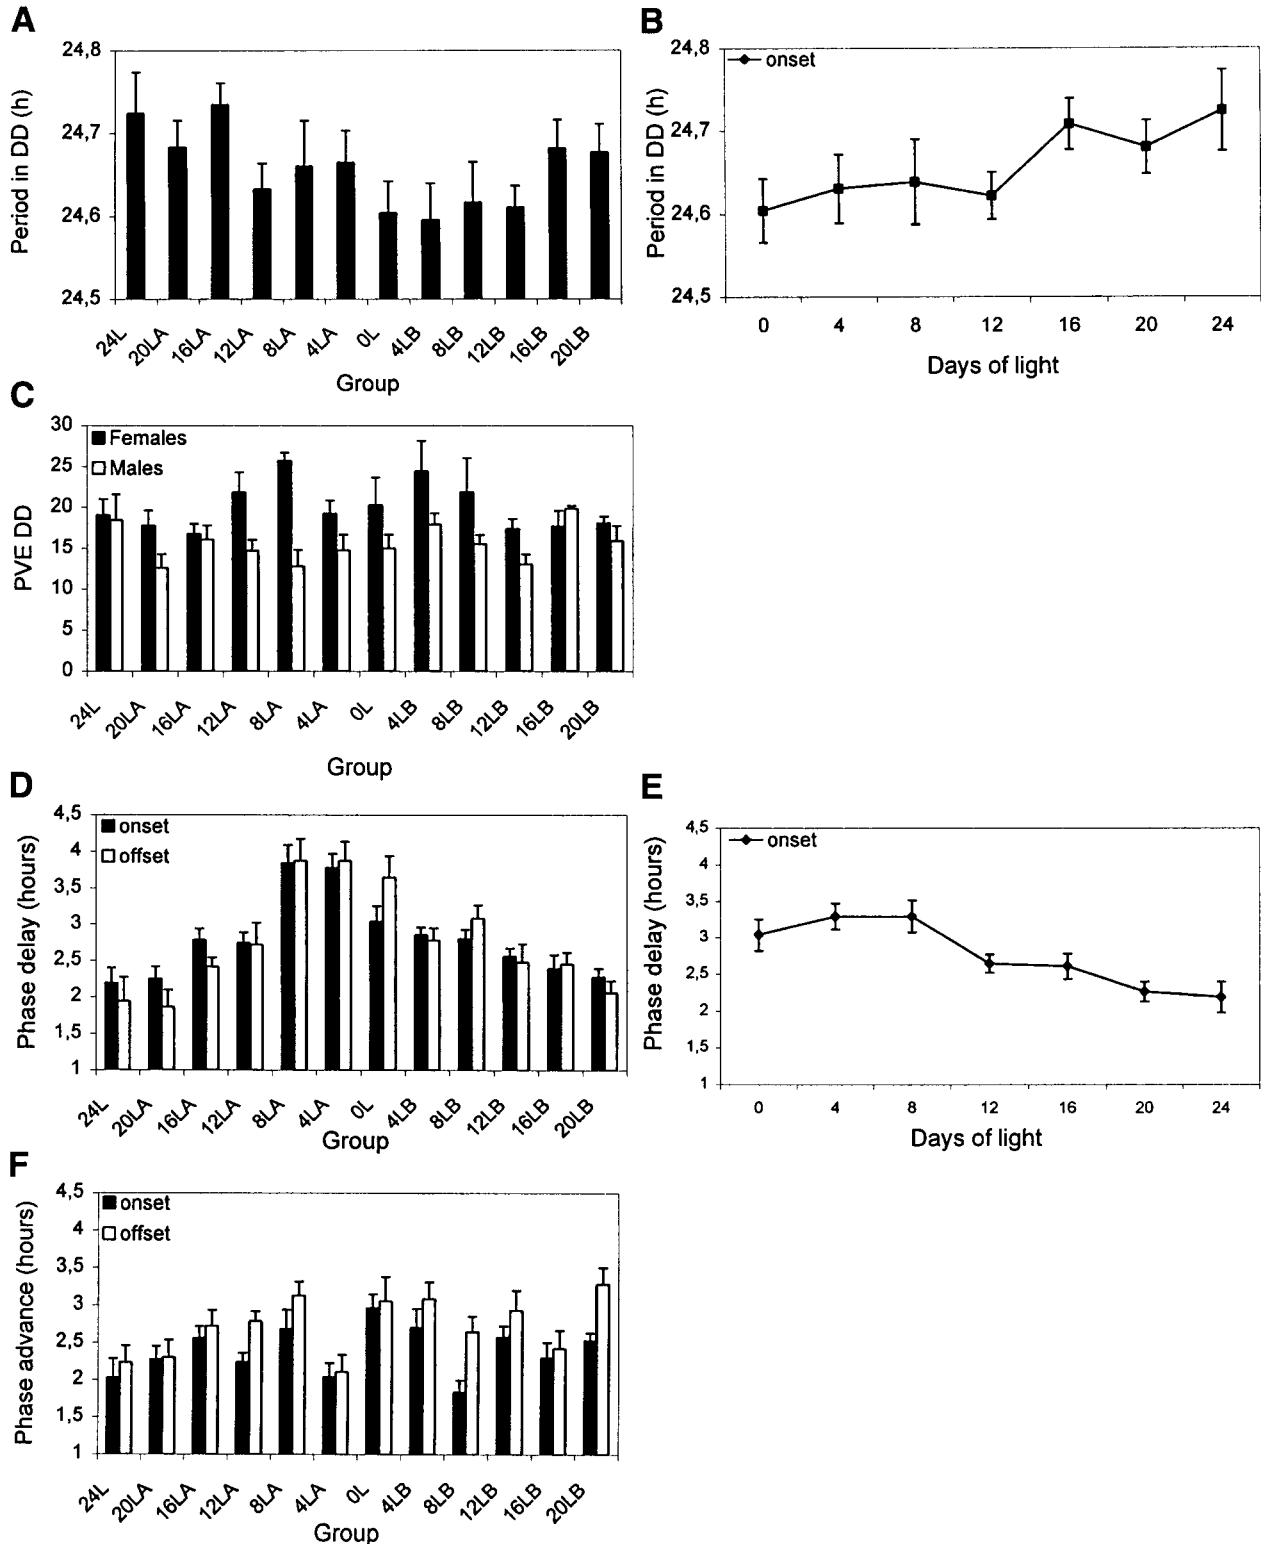 A
24,8
24,7
24,6
24,5
Period in DD (h)
24L 20LA 16LA 12LA 8LA 4LA 0L 4LB 8LB 12LB 16LB 20LB
Group
B
24,8
24,7
24,6
24,5
Period in DD (h)
onset
0 4 8 12 16 20 24
Days of light
C
30
25
20
15
10
5
0
PVE DD
Females
Males
24L 20LA 16LA 12LA 8LA 4LA 0L 4LB 8LB 12LB 16LB 20LB
Group
D
4,5
4
3,5
3
2,5
2
1,5
1
Phase delay (hours)
onset
offset
24L 20LA 16LA 12LA 8LA 4LA 0L 4LB 8LB 12LB 16LB 20LB
Group
E
4,5
4
3,5
3
2,5
2
1,5
1
Phase delay (hours)
onset
0 4 8 12 16 20 24
Days of light
F
4,5
4
3,5
3
2,5
2
1,5
1
Phase advance (hours)
onset
offset
24L 20LA 16LA 12LA 8LA 4LA 0L 4LB 8LB 12LB 16LB 20LB
Group